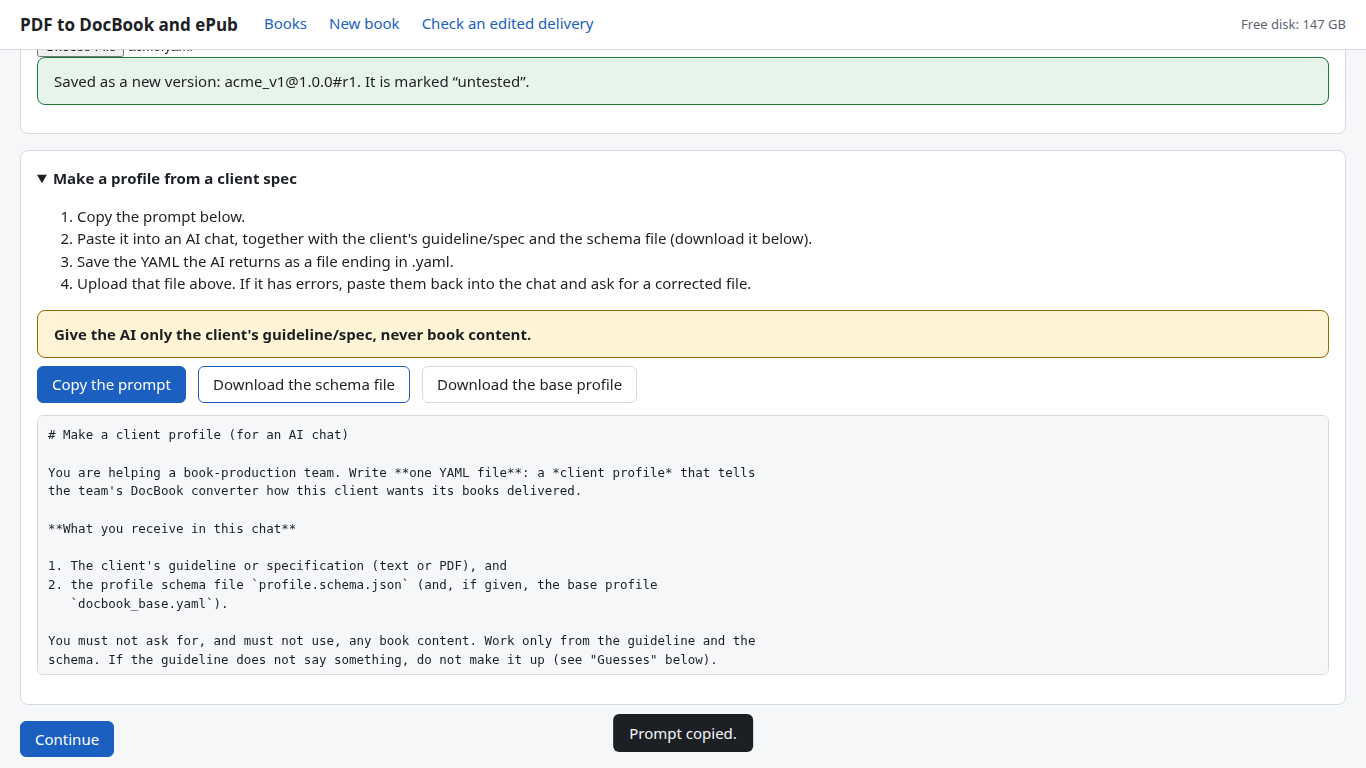 PDF to DocBook and ePub Books New book Check an edited delivery Free disk: 147 GB
Saved as a new version: acme_v1@1.0.0#r1. It is marked “untested”.
▼ Make a profile from a client spec
1. Copy the prompt below.
2. Paste it into an AI chat, together with the client's guideline/spec and the schema file (download it below).
3. Save the YAML the AI returns as a file ending in .yaml.
4. Upload that file above. If it has errors, paste them back into the chat and ask for a corrected file.
Give the AI only the client's guideline/spec, never book content.
Copy the prompt Download the schema file Download the base profile
# Make a client profile (for an AI chat)
You are helping a book-production team. Write **one YAML file**: a *client profile* that tells
the team's DocBook converter how this client wants its books delivered.
**What you receive in this chat**
1. The client's guideline or specification (text or PDF), and
2. the profile schema file `profile.schema.json` (and, if given, the base profile
`docbook_base.yaml`).
You must not ask for, and must not use, any book content. Work only from the guideline and the
schema. If the guideline does not say something, do not make it up (see "Guesses" below).
Continue
Prompt copied.